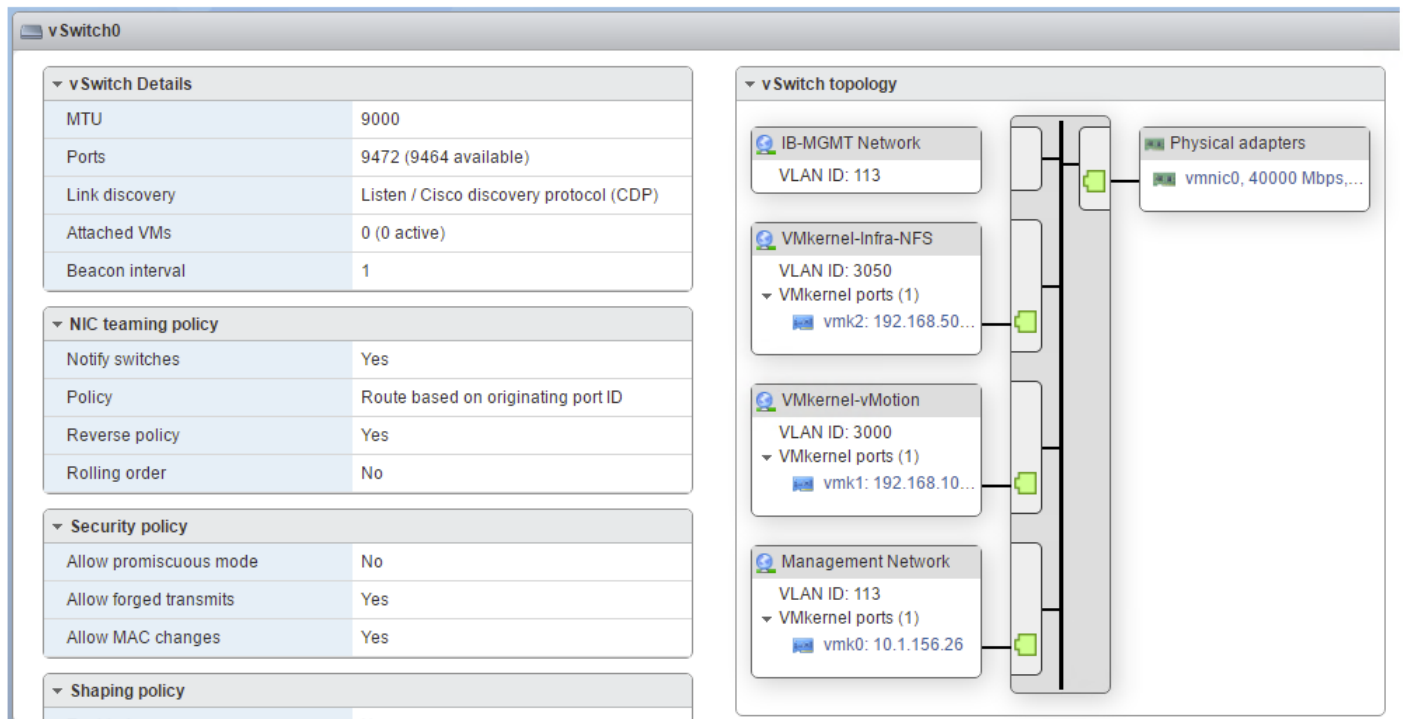 vSwitch0
vSwitch Details
MTU 9000
Ports 9472 (9464 available)
Link discovery Listen / Cisco discovery protocol (CDP)
Attached VMs 0 (0 active)
Beacon interval 1
NIC teaming policy
Notify switches Yes
Policy Route based on originating port ID
Reverse policy Yes
Rolling order No
Security policy
Allow promiscuous mode No
Allow forged transmits Yes
Allow MAC changes Yes
Shaping policy
vSwitch topology
IB-MGMT Network
VLAN ID: 113
VMkernel-Infra-NFS
VLAN ID: 3050
VMkernel ports (1)
vmk2: 192.168.50...
VMkernel-vMotion
VLAN ID: 3000
VMkernel ports (1)
vmk1: 192.168.10...
Management Network
VLAN ID: 113
VMkernel ports (1)
vmk0: 10.1.156.26
Physical adapters
vmnic0, 40000 Mbps,...